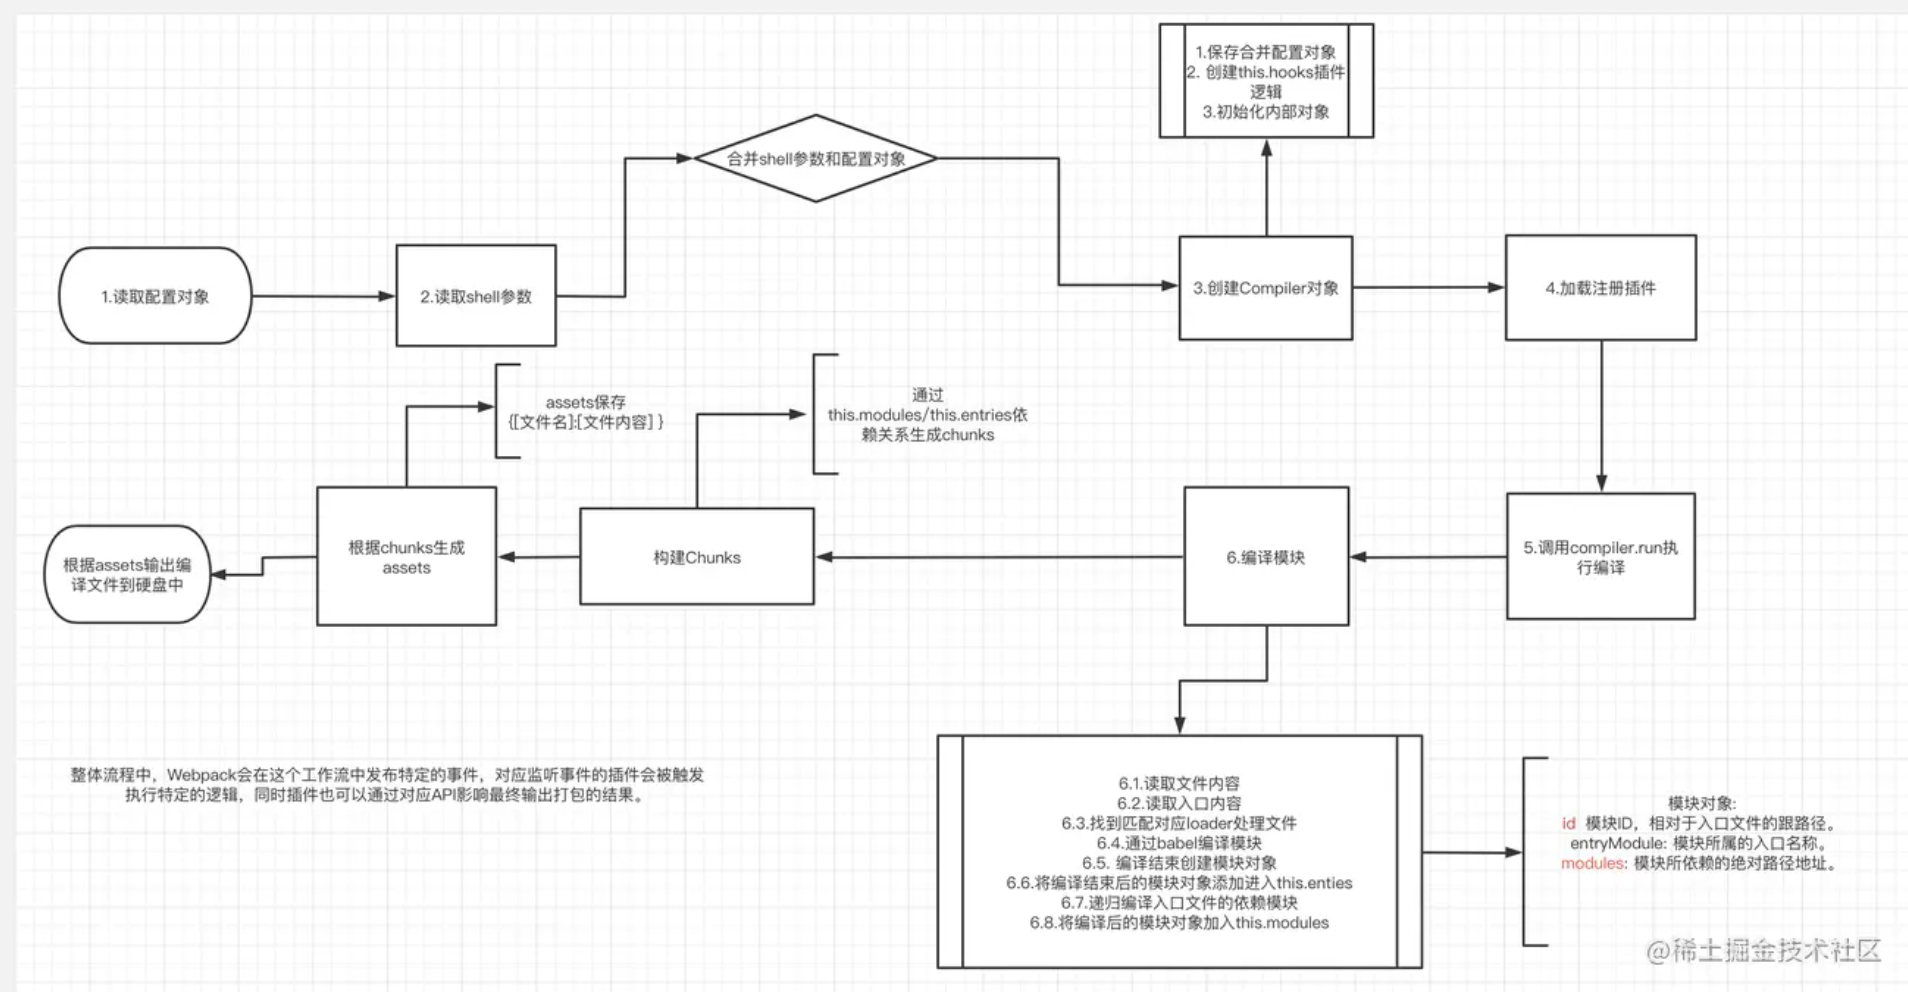 1.保存合并配置对象
2. 创建this.hooks插件
逻辑
3.初始化内部对象
合并shell参数和配置对象
1.读取配置对象
2.读取shell参数
3.创建Compiler对象
4.加载注册插件
assets保存
{[文件名]:[文件内容] }
通过
this.modules/this.entries依
赖关系生成chunks
根据assets输出编
译文件到硬盘中
根据chunks生成
assets
构建Chunks
6.编译模块
5.调用compiler.run执
行编译
整体流程中，Webpack会在这个工作流中发布特定的事件，对应监听事件的插件会被触发
执行特定的逻辑，同时插件也可以通过对应API影响最终输出打包的结果。
6.1.读取文件内容
6.2.读取入口内容
6.3.找到匹配对应loader处理文件
6.4.通过babel编译模块
6.5. 编译结束创建模块对象
6.6.将编译结束后的模块对象添加进入this.enties
6.7.递归编译入口文件的依赖模块
6.8.将编译后的模块对象加入this.modules
模块对象:
id 模块ID，相对于入口文件的跟路径。
entryModule: 模块所属的入口名称。
modules: 模块所依赖的绝对路径地址。
@稀土掘金技术社区